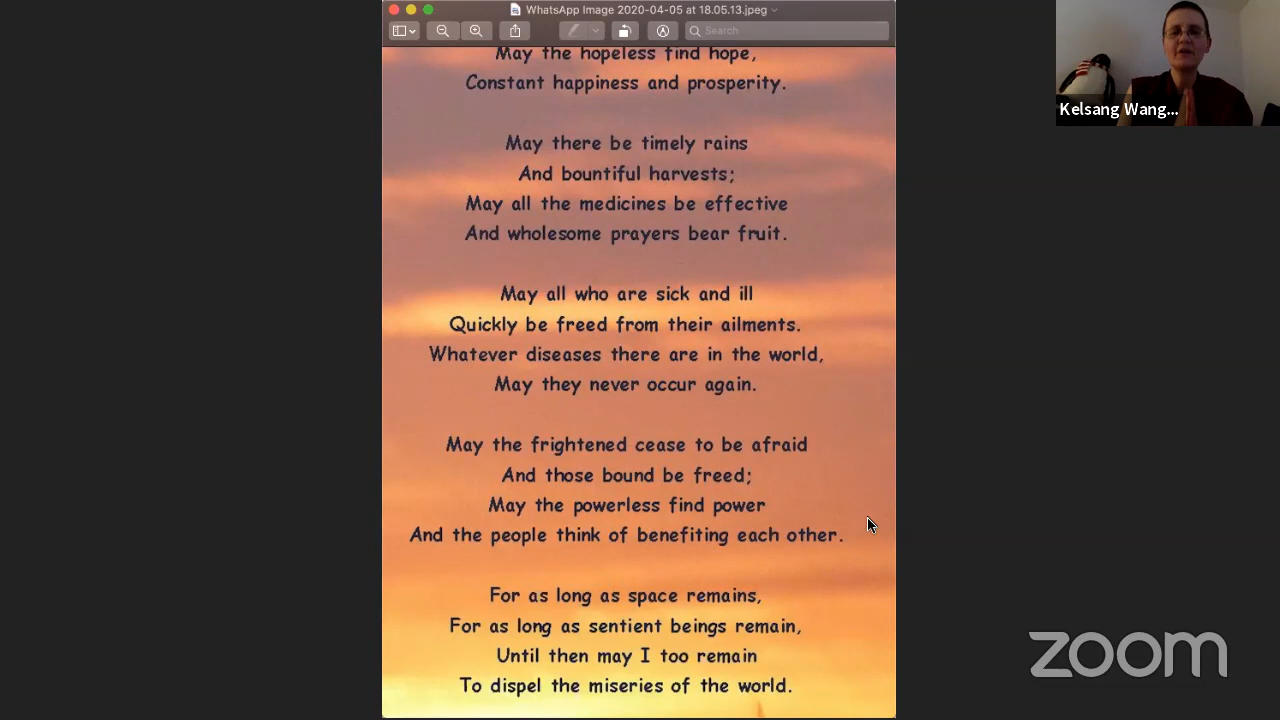 WhatsApp Image 2020-04-05 at 18.05.13.jpeg
Search
May the hopeless find hope,
Constant happiness and prosperity.
May there be timely rains
And bountiful harvests;
May all the medicines be effective
And wholesome prayers bear fruit.
May all who are sick and ill
Quickly be freed from their ailments.
Whatever diseases there are in the world,
May they never occur again.
May the frightened cease to be afraid
And those bound be freed;
May the powerless find power
And the people think of benefiting each other.
For as long as space remains,
For as long as sentient beings remain,
Until then may I too remain
To dispel the miseries of the world.
Kelsang Wang...
zoom